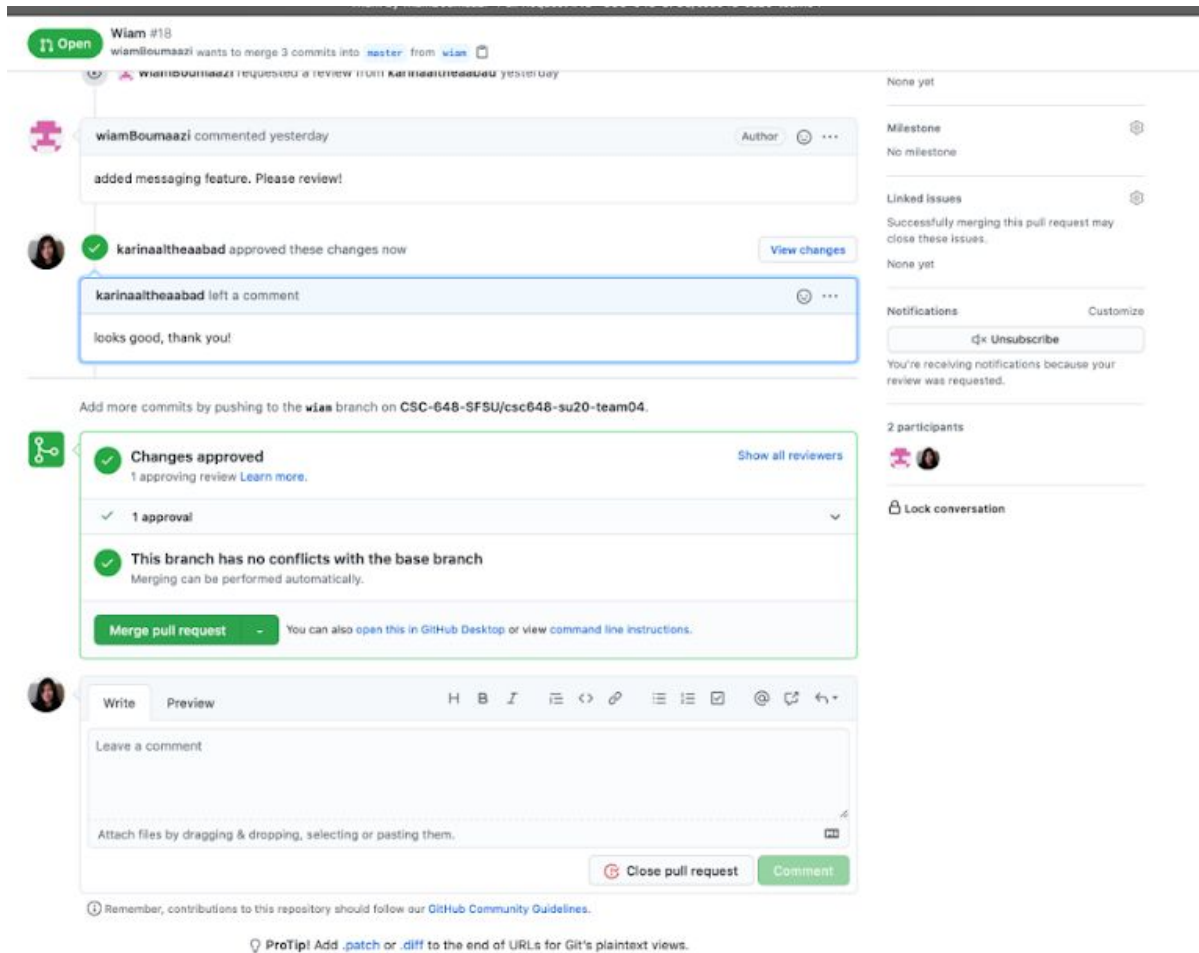 Open
Wiam #18
wiamBoumaazi wants to merge 3 commits into master from wiam
wiamBoumaazi requested a review from karinaaltheaabad yesterday
wiamBoumaazi commented yesterday
Author
added messaging feature. Please review!
karinaaltheaabad approved these changes now
View changes
karinaaltheaabad left a comment
looks good, thank you!
Add more commits by pushing to the wiam branch on CSC-648-SFSU/csc648-su20-team04.
Changes approved
Show all reviewers
1 approving review Learn more.
1 approval
This branch has no conflicts with the base branch
Merging can be performed automatically.
Merge pull request
You can also open this in GitHub Desktop or view command line instructions.
Write
Preview
H B I
Leave a comment
Attach files by dragging & dropping, selecting or pasting them.
Close pull request
Comment
Remember, contributions to this repository should follow our GitHub Community Guidelines.
ProTip! Add .patch or .diff to the end of URLs for Git's plaintext views.
None yet
Milestone
No milestone
Linked issues
Successfully merging this pull request may
close these issues.
None yet
Notifications
Customize
Unsubscribe
You're receiving notifications because your
review was requested.
2 participants
Lock conversation